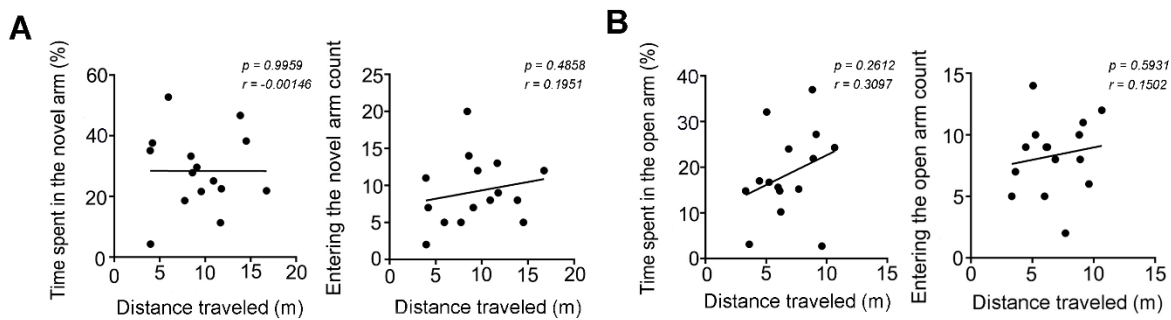 A
Time spent in the novel arm (%)
p = 0.9959
r = -0.00146
60
40
20
0
0 5 10 15 20
Distance traveled (m)
Entering the novel arm count
p = 0.4858
r = 0.1951
25
20
15
10
5
0
0 5 10 15 20
Distance traveled (m)
B
Time spent in the open arm (%)
p = 0.2612
r = 0.3097
40
30
20
10
0
0 5 10 15
Distance traveled (m)
Entering the open arm count
p = 0.5931
r = 0.1502
15
10
5
0
0 5 10 15
Distance traveled (m)